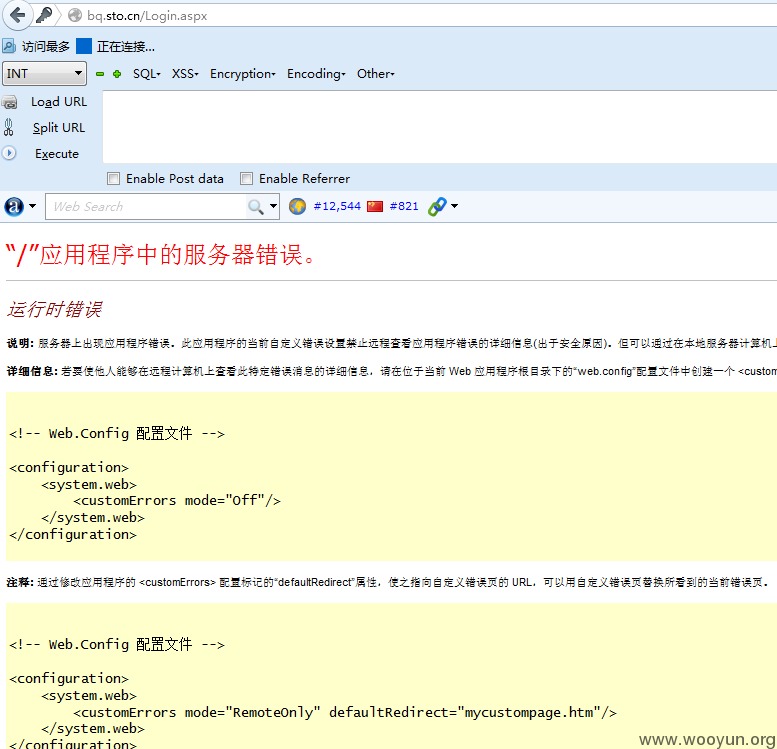 bq.sto.cn/Login.aspx
访问最多 正在连接...
INT SQL XSS Encryption Encoding Other
Load URL
Split URL
Execute
Enable Post data Enable Referrer
a Web Search #12,544 #821
“/”应用程序中的服务器错误。
运行时错误
说明: 服务器上出现应用程序错误。此应用程序的当前自定义错误设置禁止远程查看应用程序错误的详细信息(出于安全原因)。但可以通过在本地服务器计算机上
详细信息: 若要使他人能够在远程计算机上查看此特定错误消息的详细信息，请在位于当前 Web 应用程序根目录下的“web.config”配置文件中创建一个 <custom
<!-- Web.Config 配置文件 -->
<configuration>
    <system.web>
        <customErrors mode="Off"/>
    </system.web>
</configuration>
注释: 通过修改应用程序的 <customErrors> 配置标记的“defaultRedirect”属性，使之指向自定义错误页的 URL，可以用自定义错误页替换所看到的当前错误页。
<!-- Web.Config 配置文件 -->
<configuration>
    <system.web>
        <customErrors mode="RemoteOnly" defaultRedirect="mycustompage.htm"/>
    </system.web>
</configuration>
www.wooyun.org